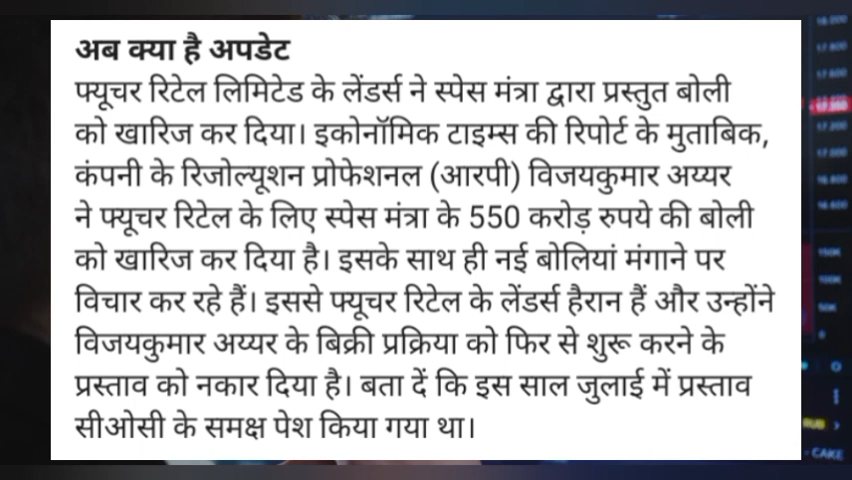 अब क्या है अपडेट
फ्यूचर रिटेल लिमिटेड के लेंडर्स ने स्पेस मंत्रा द्वारा प्रस्तुत बोली
को खारिज कर दिया। इकोनॉमिक टाइम्स की रिपोर्ट के मुताबिक,
कंपनी के रिजोल्यूशन प्रोफेशनल (आरपी) विजयकुमार अय्यर
ने फ्यूचर रिटेल के लिए स्पेस मंत्रा के 550 करोड़ रुपये की बोली
को खारिज कर दिया है। इसके साथ ही नई बोलियां मंगाने पर
विचार कर रहे हैं। इससे फ्यूचर रिटेल के लेंडर्स हैरान हैं और उन्होंने
विजयकुमार अय्यर के बिक्री प्रक्रिया को फिर से शुरू करने के
प्रस्ताव को नकार दिया है। बता दें कि इस साल जुलाई में प्रस्ताव
सीओसी के समक्ष पेश किया गया था।
CAKE